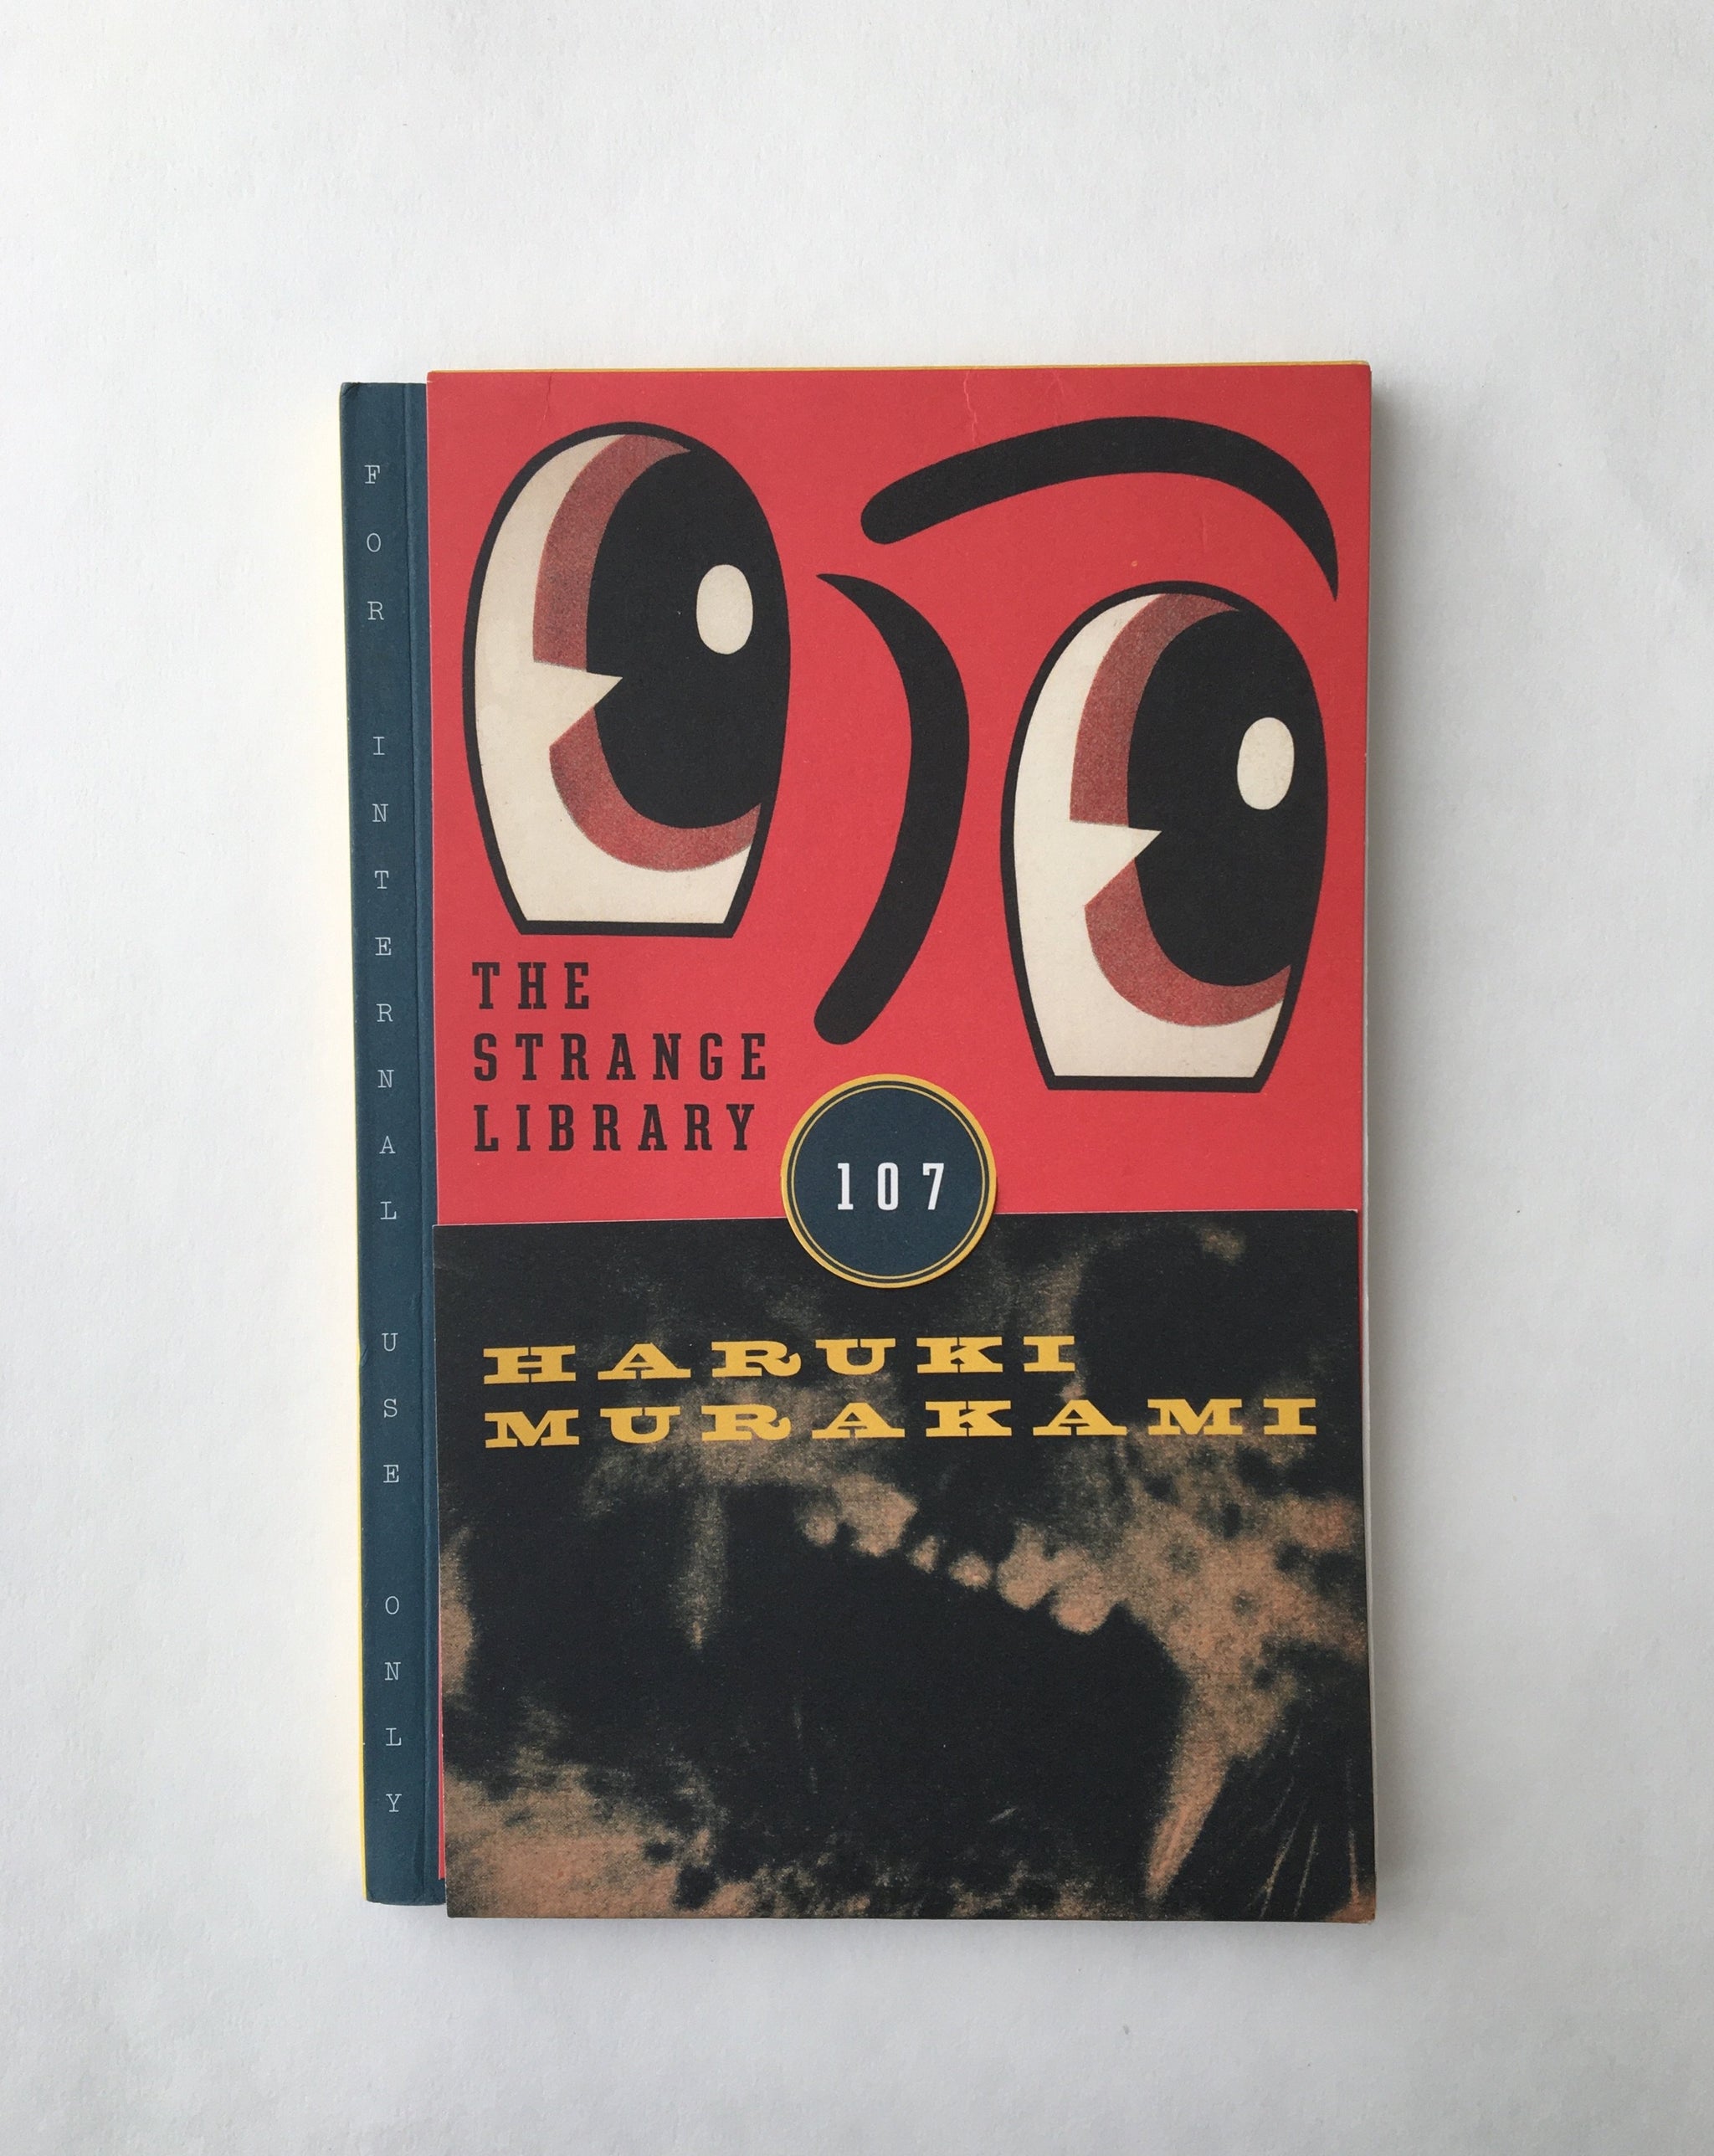 FOR INTERNAL USE ONLY
THE
STRANGE
LIBRARY
107
HARUKI
MURAKAMI